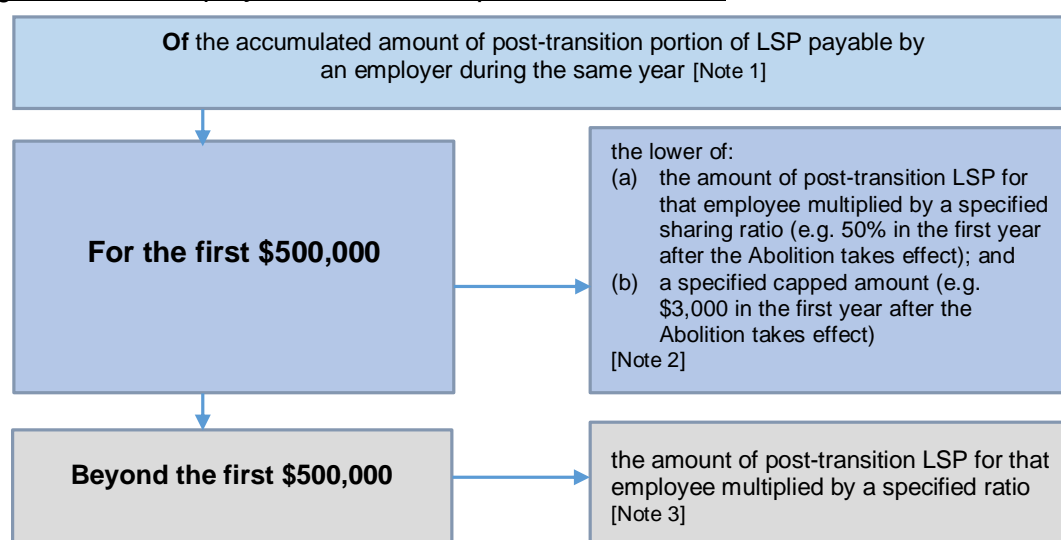 Of the accumulated amount of post-transition portion of LSP payable by
an employer during the same year [Note 1]
For the first $500,000
the lower of:
(a) the amount of post-transition LSP for
that employee multiplied by a specified
sharing ratio (e.g. 50% in the first year
after the Abolition takes effect); and
(b) a specified capped amount (e.g.
$3,000 in the first year after the
Abolition takes effect)
[Note 2]
Beyond the first $500,000
the amount of post-transition LSP for that
employee multiplied by a specified ratio
[Note 3]